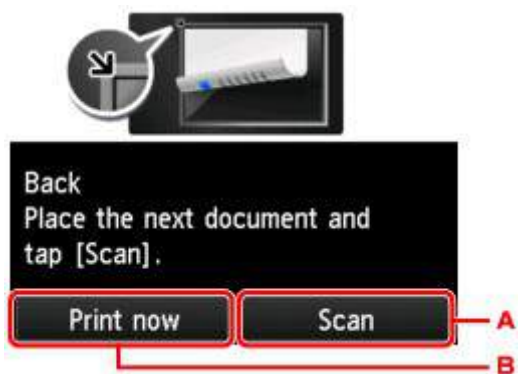 Back
Place the next document and
tap [Scan].
Print now Scan A
B